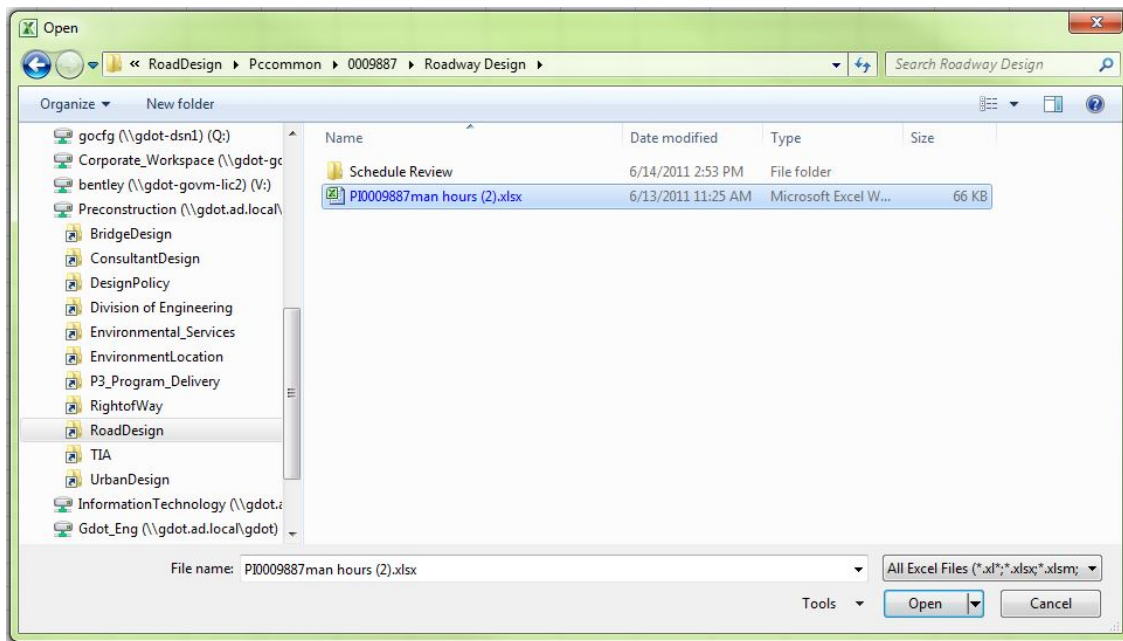 Open
« RoadDesign Pccommon 0009887 Roadway Design
Search Roadway Design
Organize New folder
gocfg (\\gdot-dsn1) (Q:)
Corporate_Workspace (\\gdot-gc
bentley (\\gdot-govm-lic2) (V:)
Preconstruction (\\gdot.ad.local\
BridgeDesign
ConsultantDesign
DesignPolicy
Division of Engineering
Environmental_Services
EnvironmentLocation
P3_Program_Delivery
RightofWay
RoadDesign
TIA
UrbanDesign
InformationTechnology (\\gdot.a
Gdot_Eng (\\gdot.ad.local\gdot)
Name Date modified Type Size
Schedule Review 6/14/2011 2:53 PM File folder
PI0009887man hours (2).xlsx 6/13/2011 11:25 AM Microsoft Excel W... 66 KB
File name: PI0009887man hours (2).xlsx All Excel Files (*.xl*;*.xlsx;*.xlsm;
Tools Open Cancel